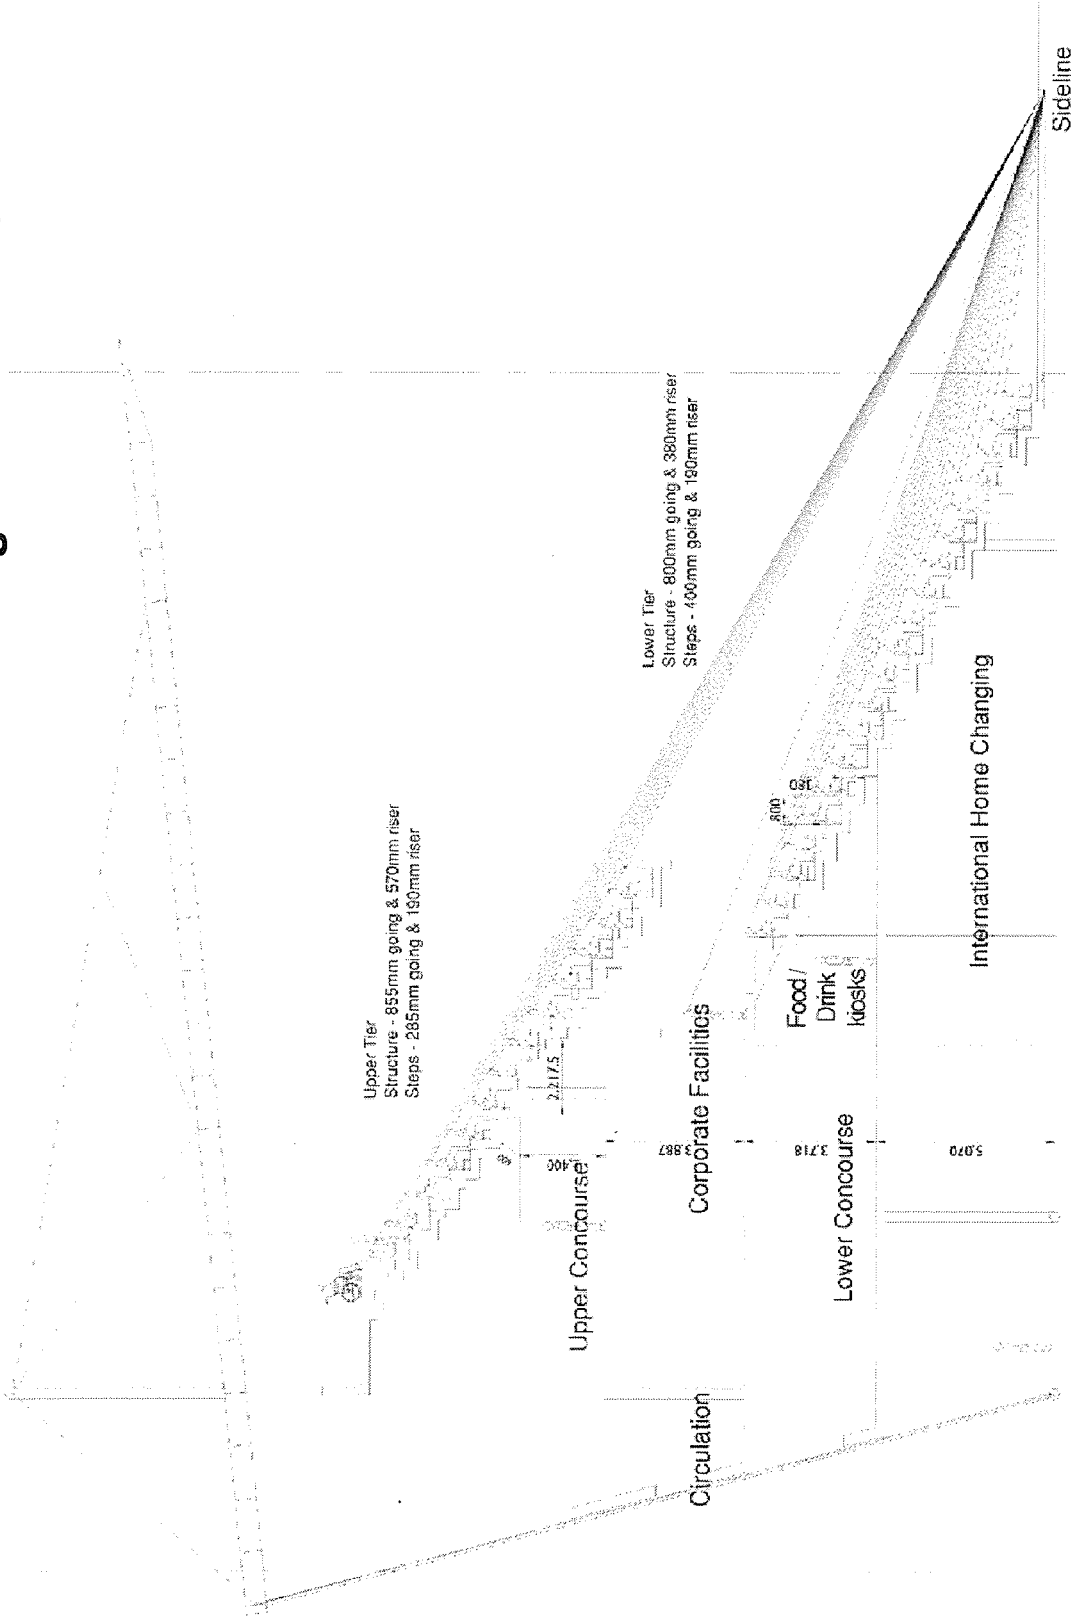 Upper Tier
Structure - 855mm going & 570mm riser
Steps - 285mm going & 190mm riser
Lower Tier
Structure - 800mm going & 380mm riser
Steps - 400mm going & 190mm riser
2,217.5
800
380
Upper Concourse
3,887
Corporate Facilities
Food/
Drink
kiosks
3,718
Lower Concourse
5,070
International Home Changing
Circulation
Sideline